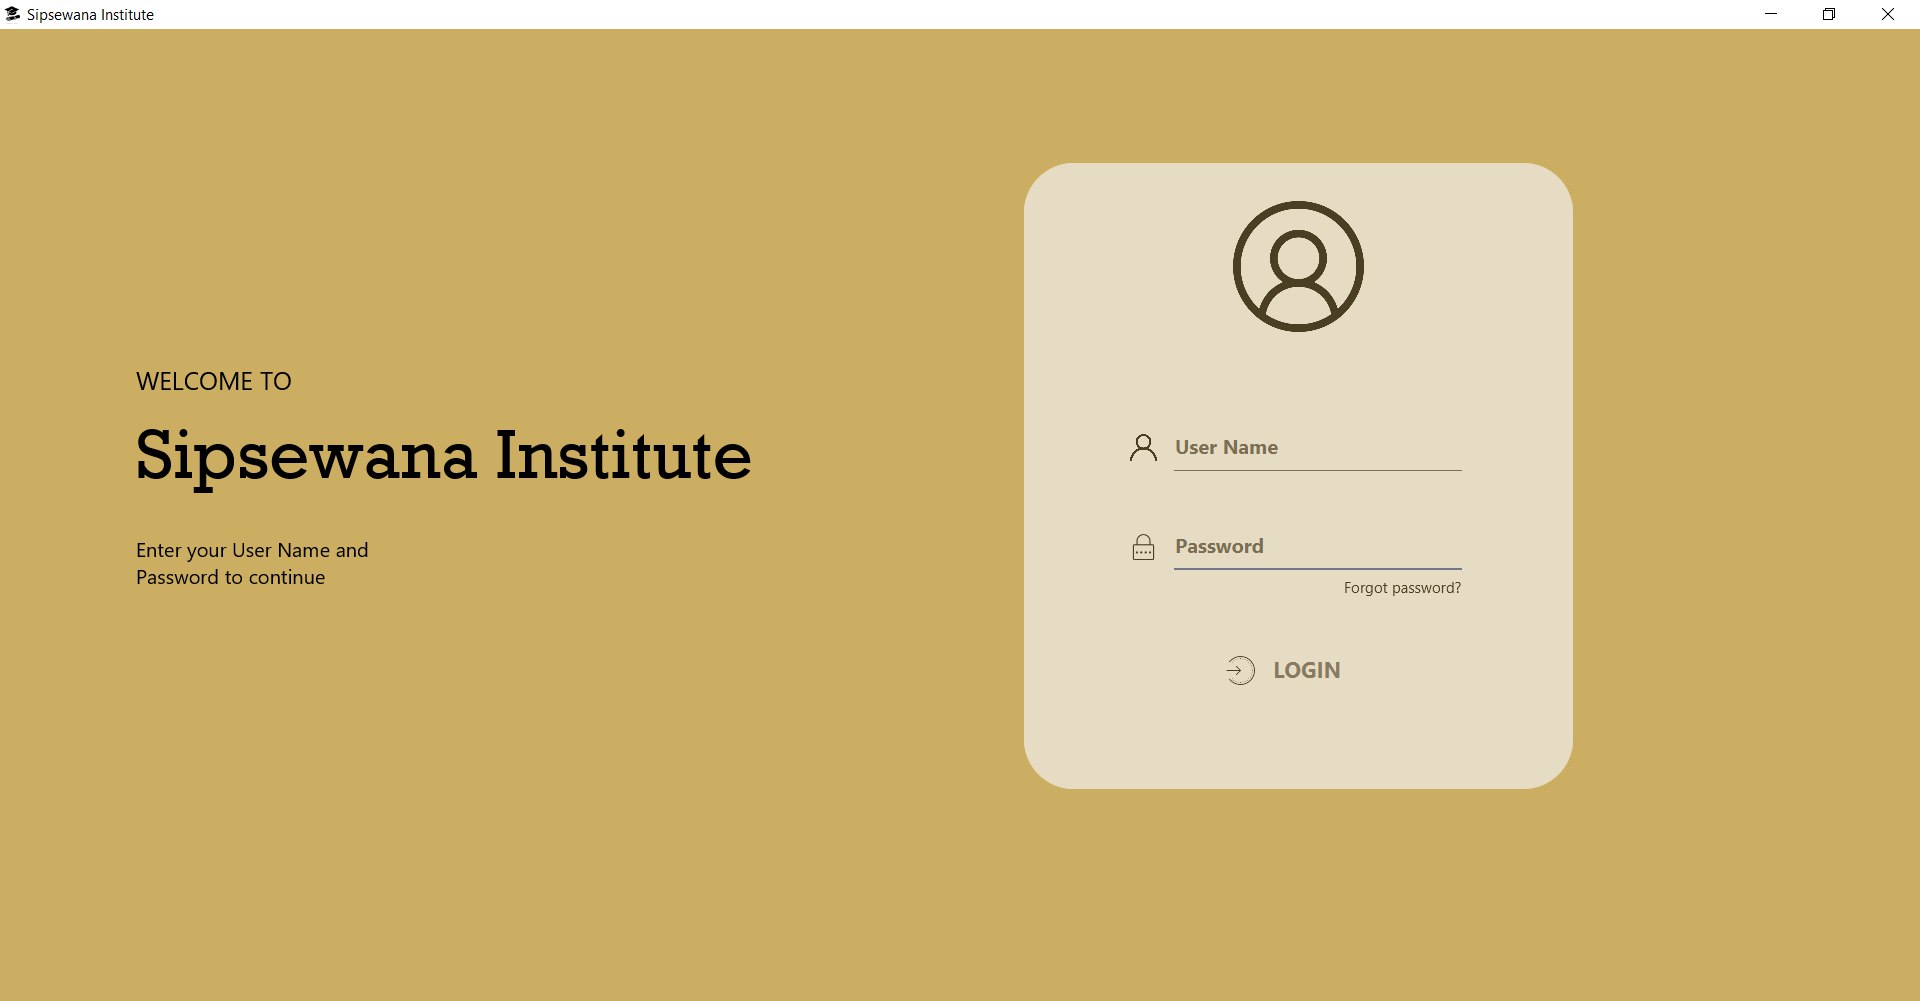 Sipsewana Institute
WELCOME TO
Sipsewana Institute
Enter your User Name and
Password to continue
User Name
Password
Forgot password?
LOGIN